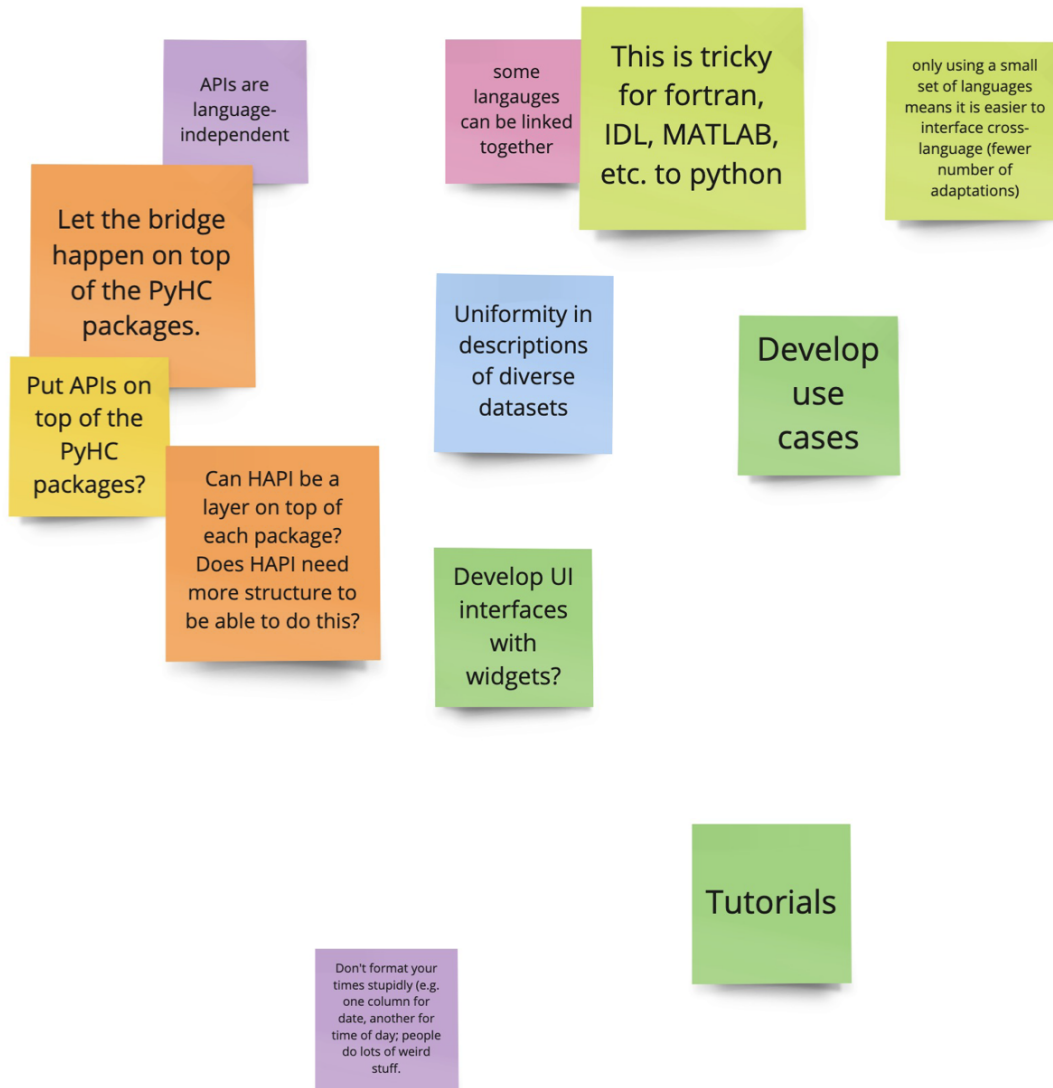 APIs are
language-
independent
some
langauges
can be linked
together
This is tricky
for fortran,
IDL, MATLAB,
etc. to python
only using a small
set of languages
means it is easier to
interface cross-
language (fewer
number of
adaptations)
Let the bridge
happen on top
of the PyHC
packages.
Put APIs on
top of the
PyHC
packages?
Can HAPI be a
layer on top of
each package?
Does HAPI need
more structure to
be able to do this?
Uniformity in
descriptions
of diverse
datasets
Develop
use
cases
Develop UI
interfaces
with
widgets?
Tutorials
Don't format your
times stupidly (e.g.
one column for
date, another for
time of day; people
do lots of weird
stuff.